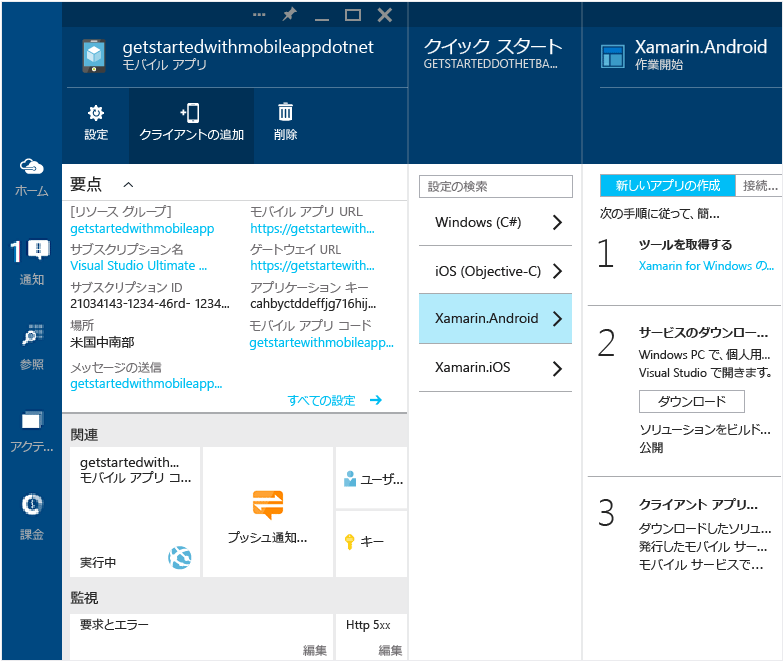 ホーム
1
通知
参照
アクテ...
課金
getstartedwithmobileappdotnet
モバイル アプリ
設定
クライアントの追加
削除
要点
[リソース グループ]
getstartedwithmobileapp
サブスクリプション名
Visual Studio Ultimate ...
サブスクリプション ID
21034143-1234-46rd- 1234...
場所
米国中南部
メッセージの送信
getstartedwithmobileapp...
モバイル アプリ URL
https://getstartewith...
ゲートウェイ URL
https://getstartewith...
アプリケーション キー
cahbyctddeffjg716hij...
モバイル アプリ コード
getstartedwithmobileapp...
すべての設定
関連
getstartedwith...
モバイル アプリ コ...
実行中
プッシュ通知...
ユーザ...
キー
監視
要求とエラー
編集
Http 5xx
編集
クイック スタート
GETSTARTEDDOTHETBA...
設定の検索
Windows (C#)
iOS (Objective-C)
Xamarin.Android
Xamarin.iOS
Xamarin.Android
作業開始
新しいアプリの作成
接続...
次の手順に従って、簡...
1
ツールを取得する
Xamarin for Windows の...
2
サービスのダウンロー...
Windows PC で、個人用...
Visual Studio で開きます。
ダウンロード
ソリューションをビルド...
公開
3
クライアント アプリ...
ダウンロードしたソリュ...
発行したモバイル サー...
モバイル サービスで...